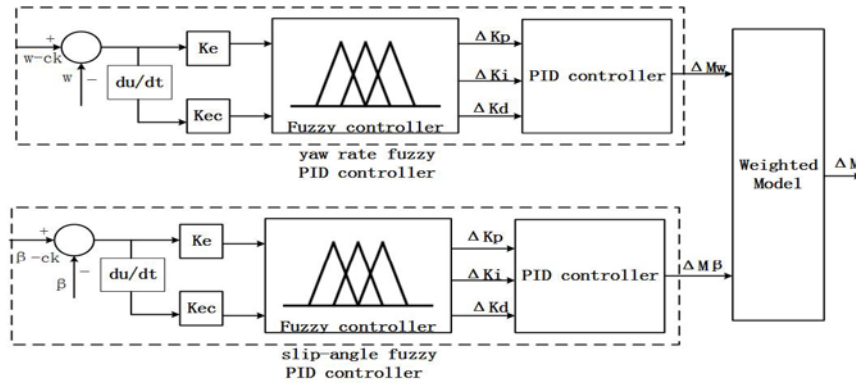 +
w-ck
w
-
du/dt
Ke
Kec
Fuzzy controller
ΔKp
ΔKi
ΔKd
PID controller
ΔMw
yaw rate fuzzy
PID controller
Weighted
Model
ΔM
+
β-ck
β
-
du/dt
Ke
Kec
Fuzzy controller
ΔKp
ΔKi
ΔKd
PID controller
ΔMβ
slip-angle fuzzy
PID controller